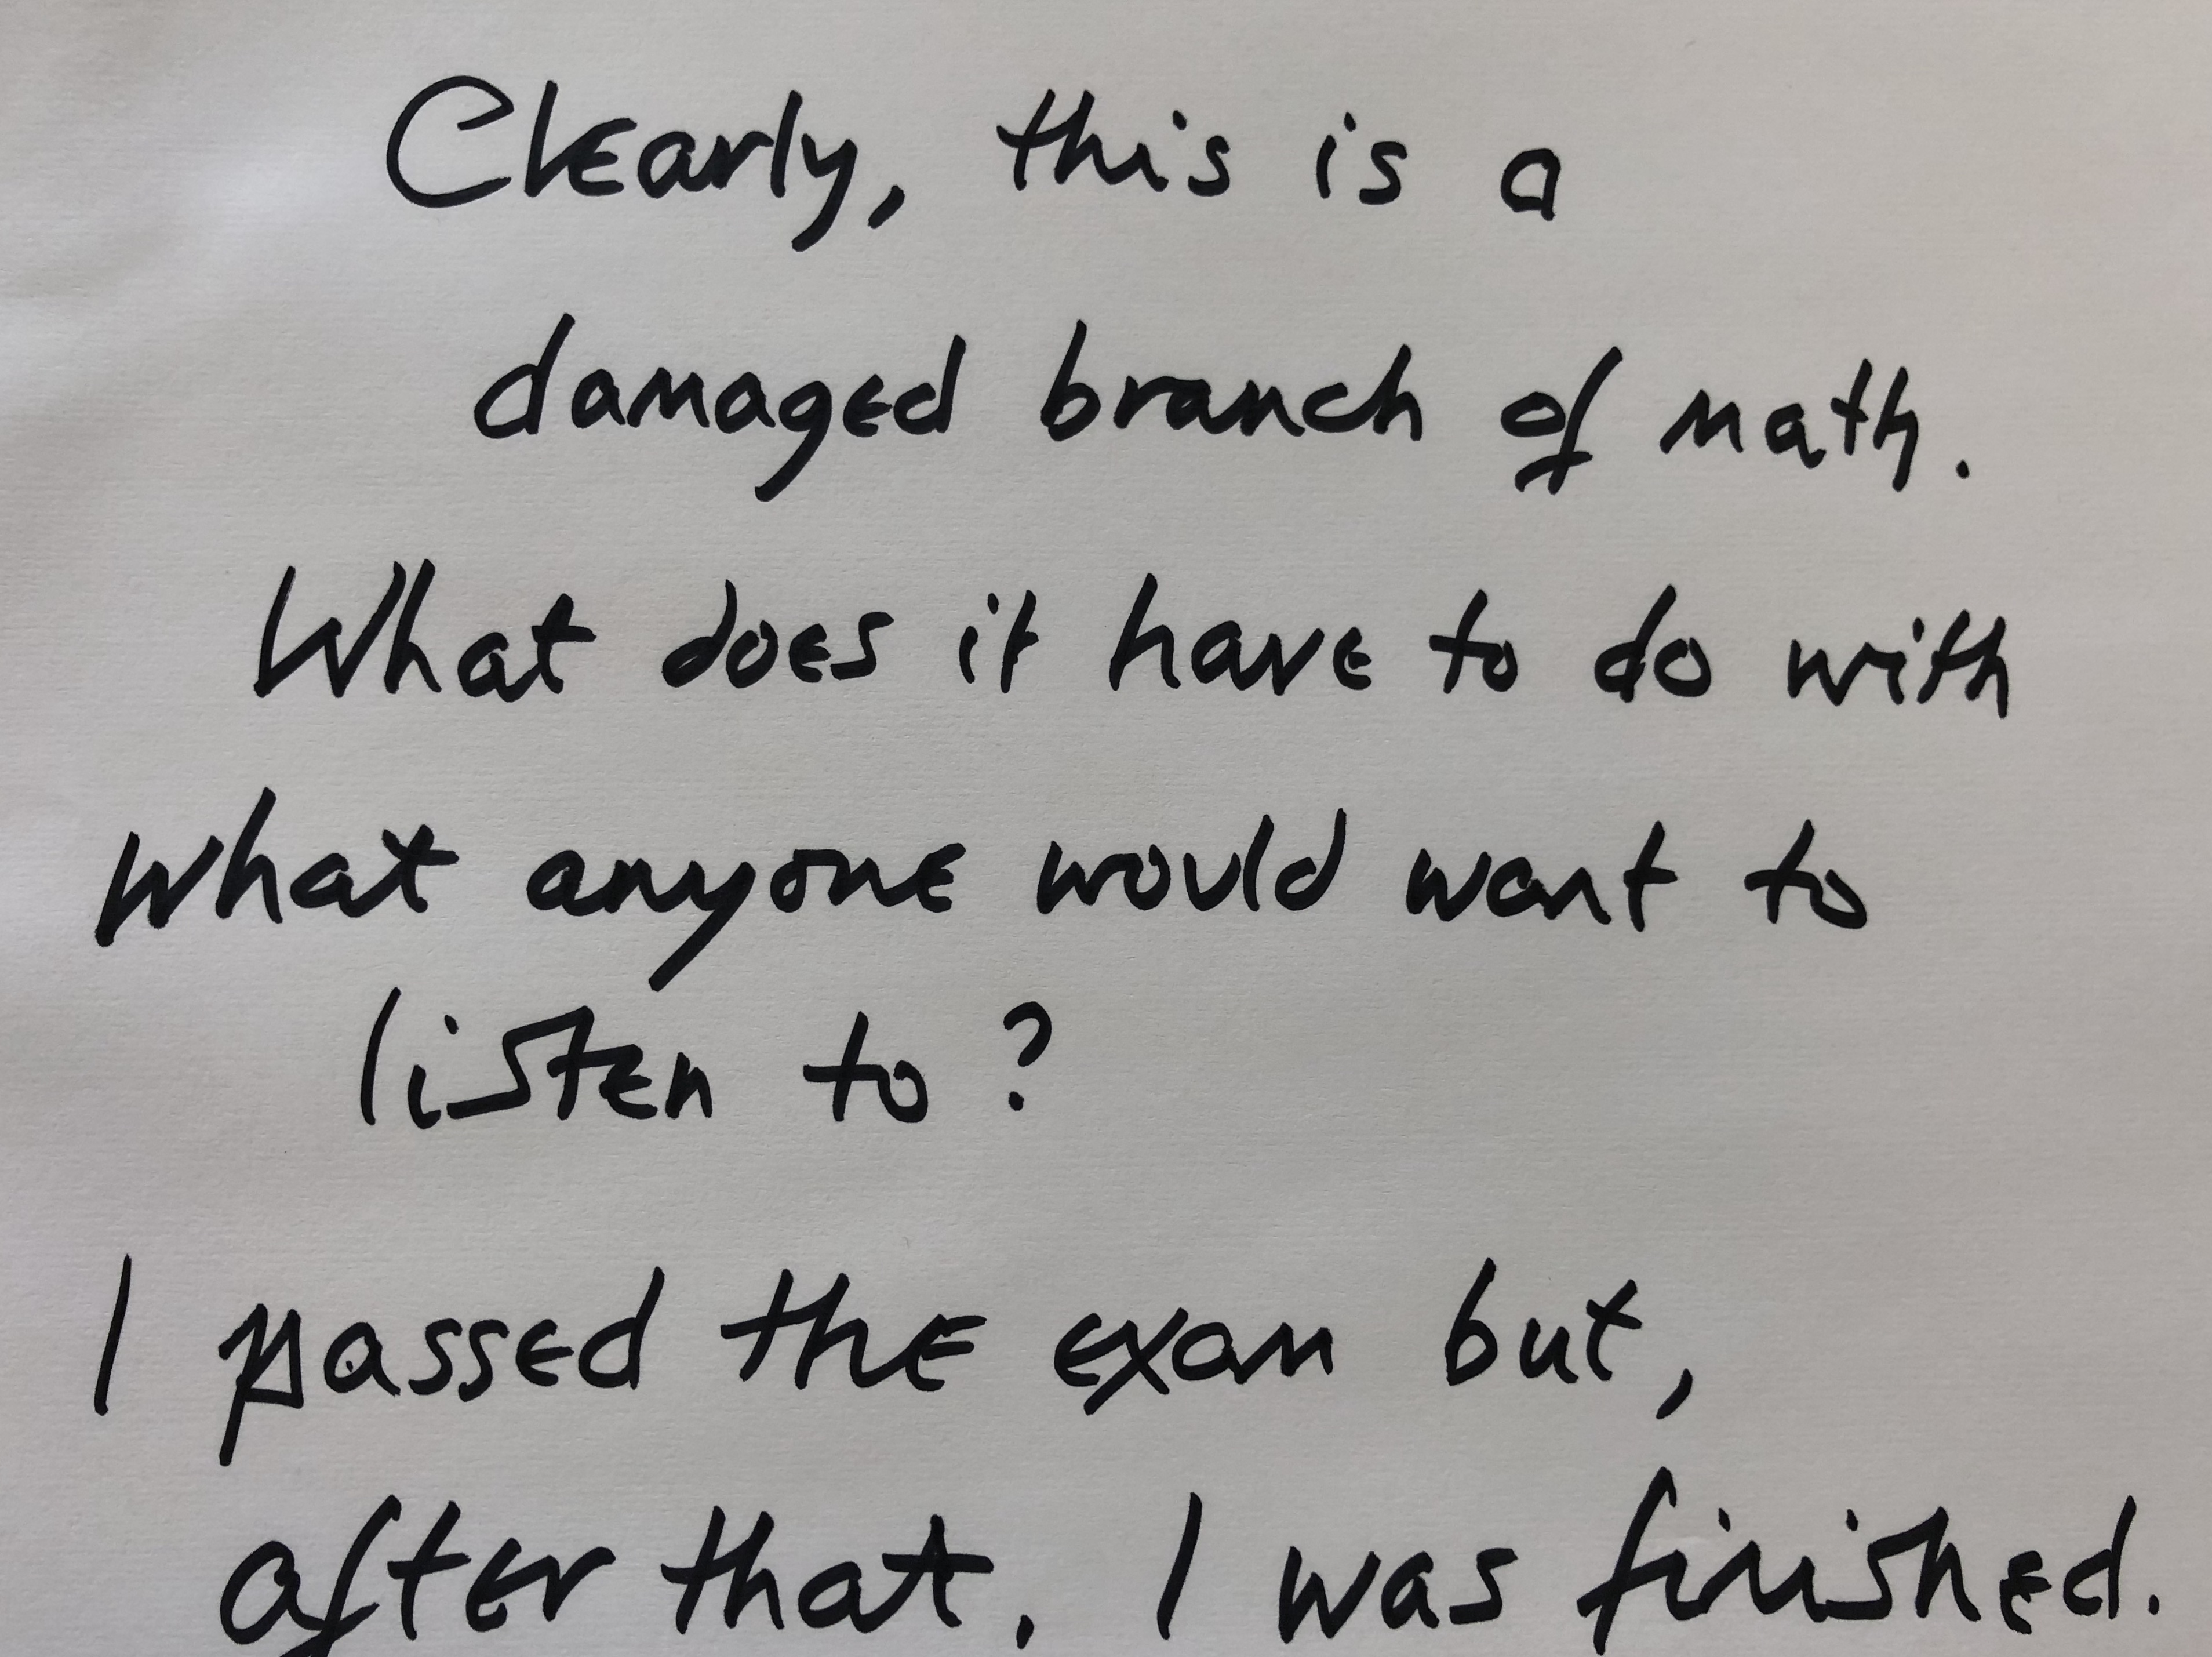 Clearly, this is a
damaged branch of math.
What does it have to do with
what anyone would want to
listen to?
I passed the exam but,
after that, I was finished.